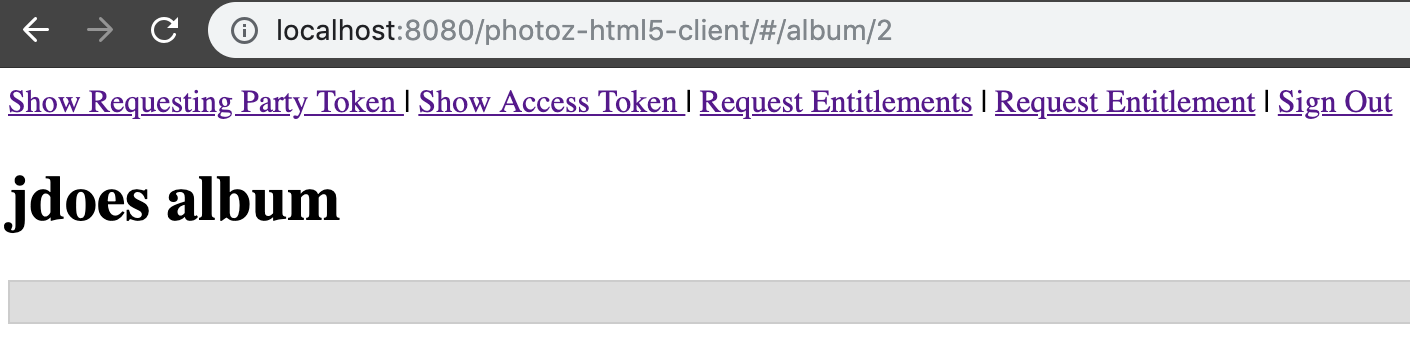 localhost:8080/photoz-html5-client/#/album/2
Show Requesting Party Token | Show Access Token | Request Entitlements | Request Entitlement | Sign Out
jdoes album